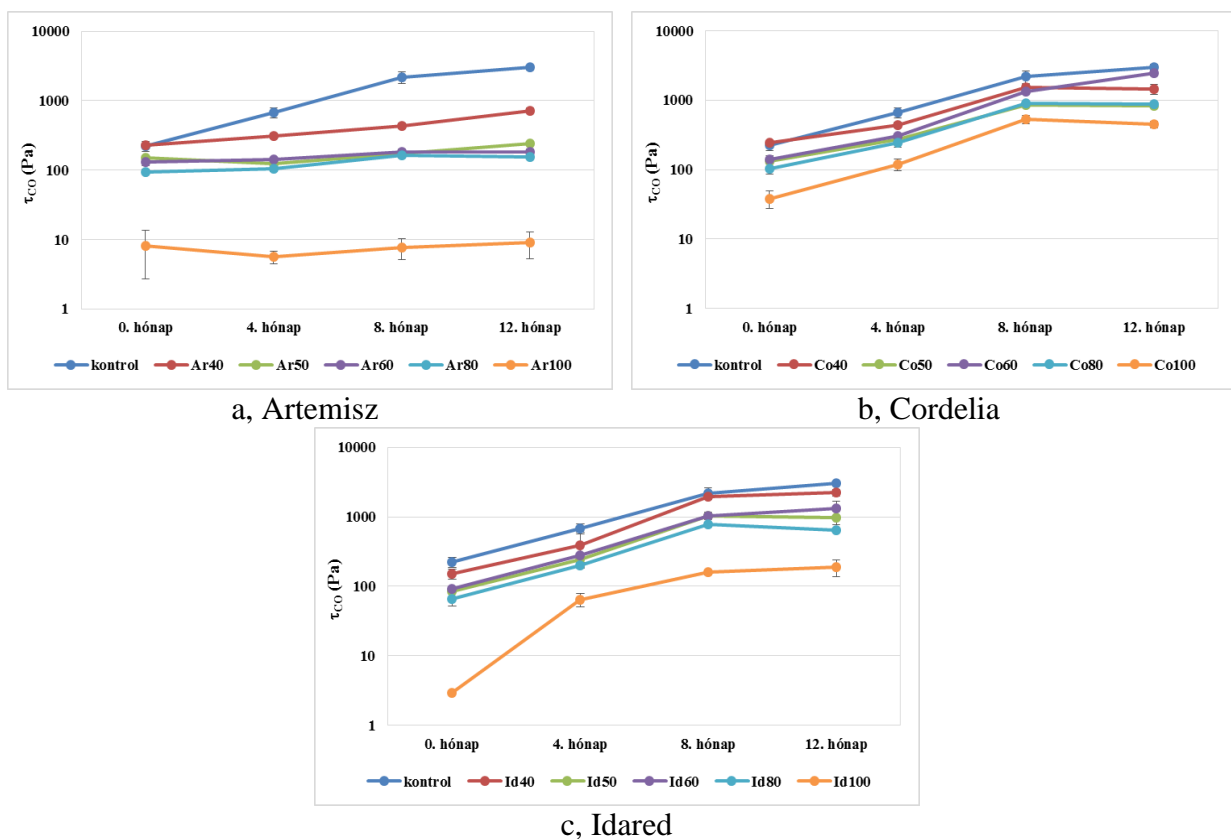 10000
1000
100
10
1
τCO (Pa)
0. hónap 4. hónap 8. hónap 12. hónap
kontrol Ar40 Ar50 Ar60 Ar80 Ar100
a, Artemisz
10000
1000
100
10
1
τCO (Pa)
0. hónap 4. hónap 8. hónap 12. hónap
kontrol Co40 Co50 Co60 Co80 Co100
b, Cordelia
10000
1000
100
10
1
τCO (Pa)
0. hónap 4. hónap 8. hónap 12. hónap
kontrol Id40 Id50 Id60 Id80 Id100
c, Idared